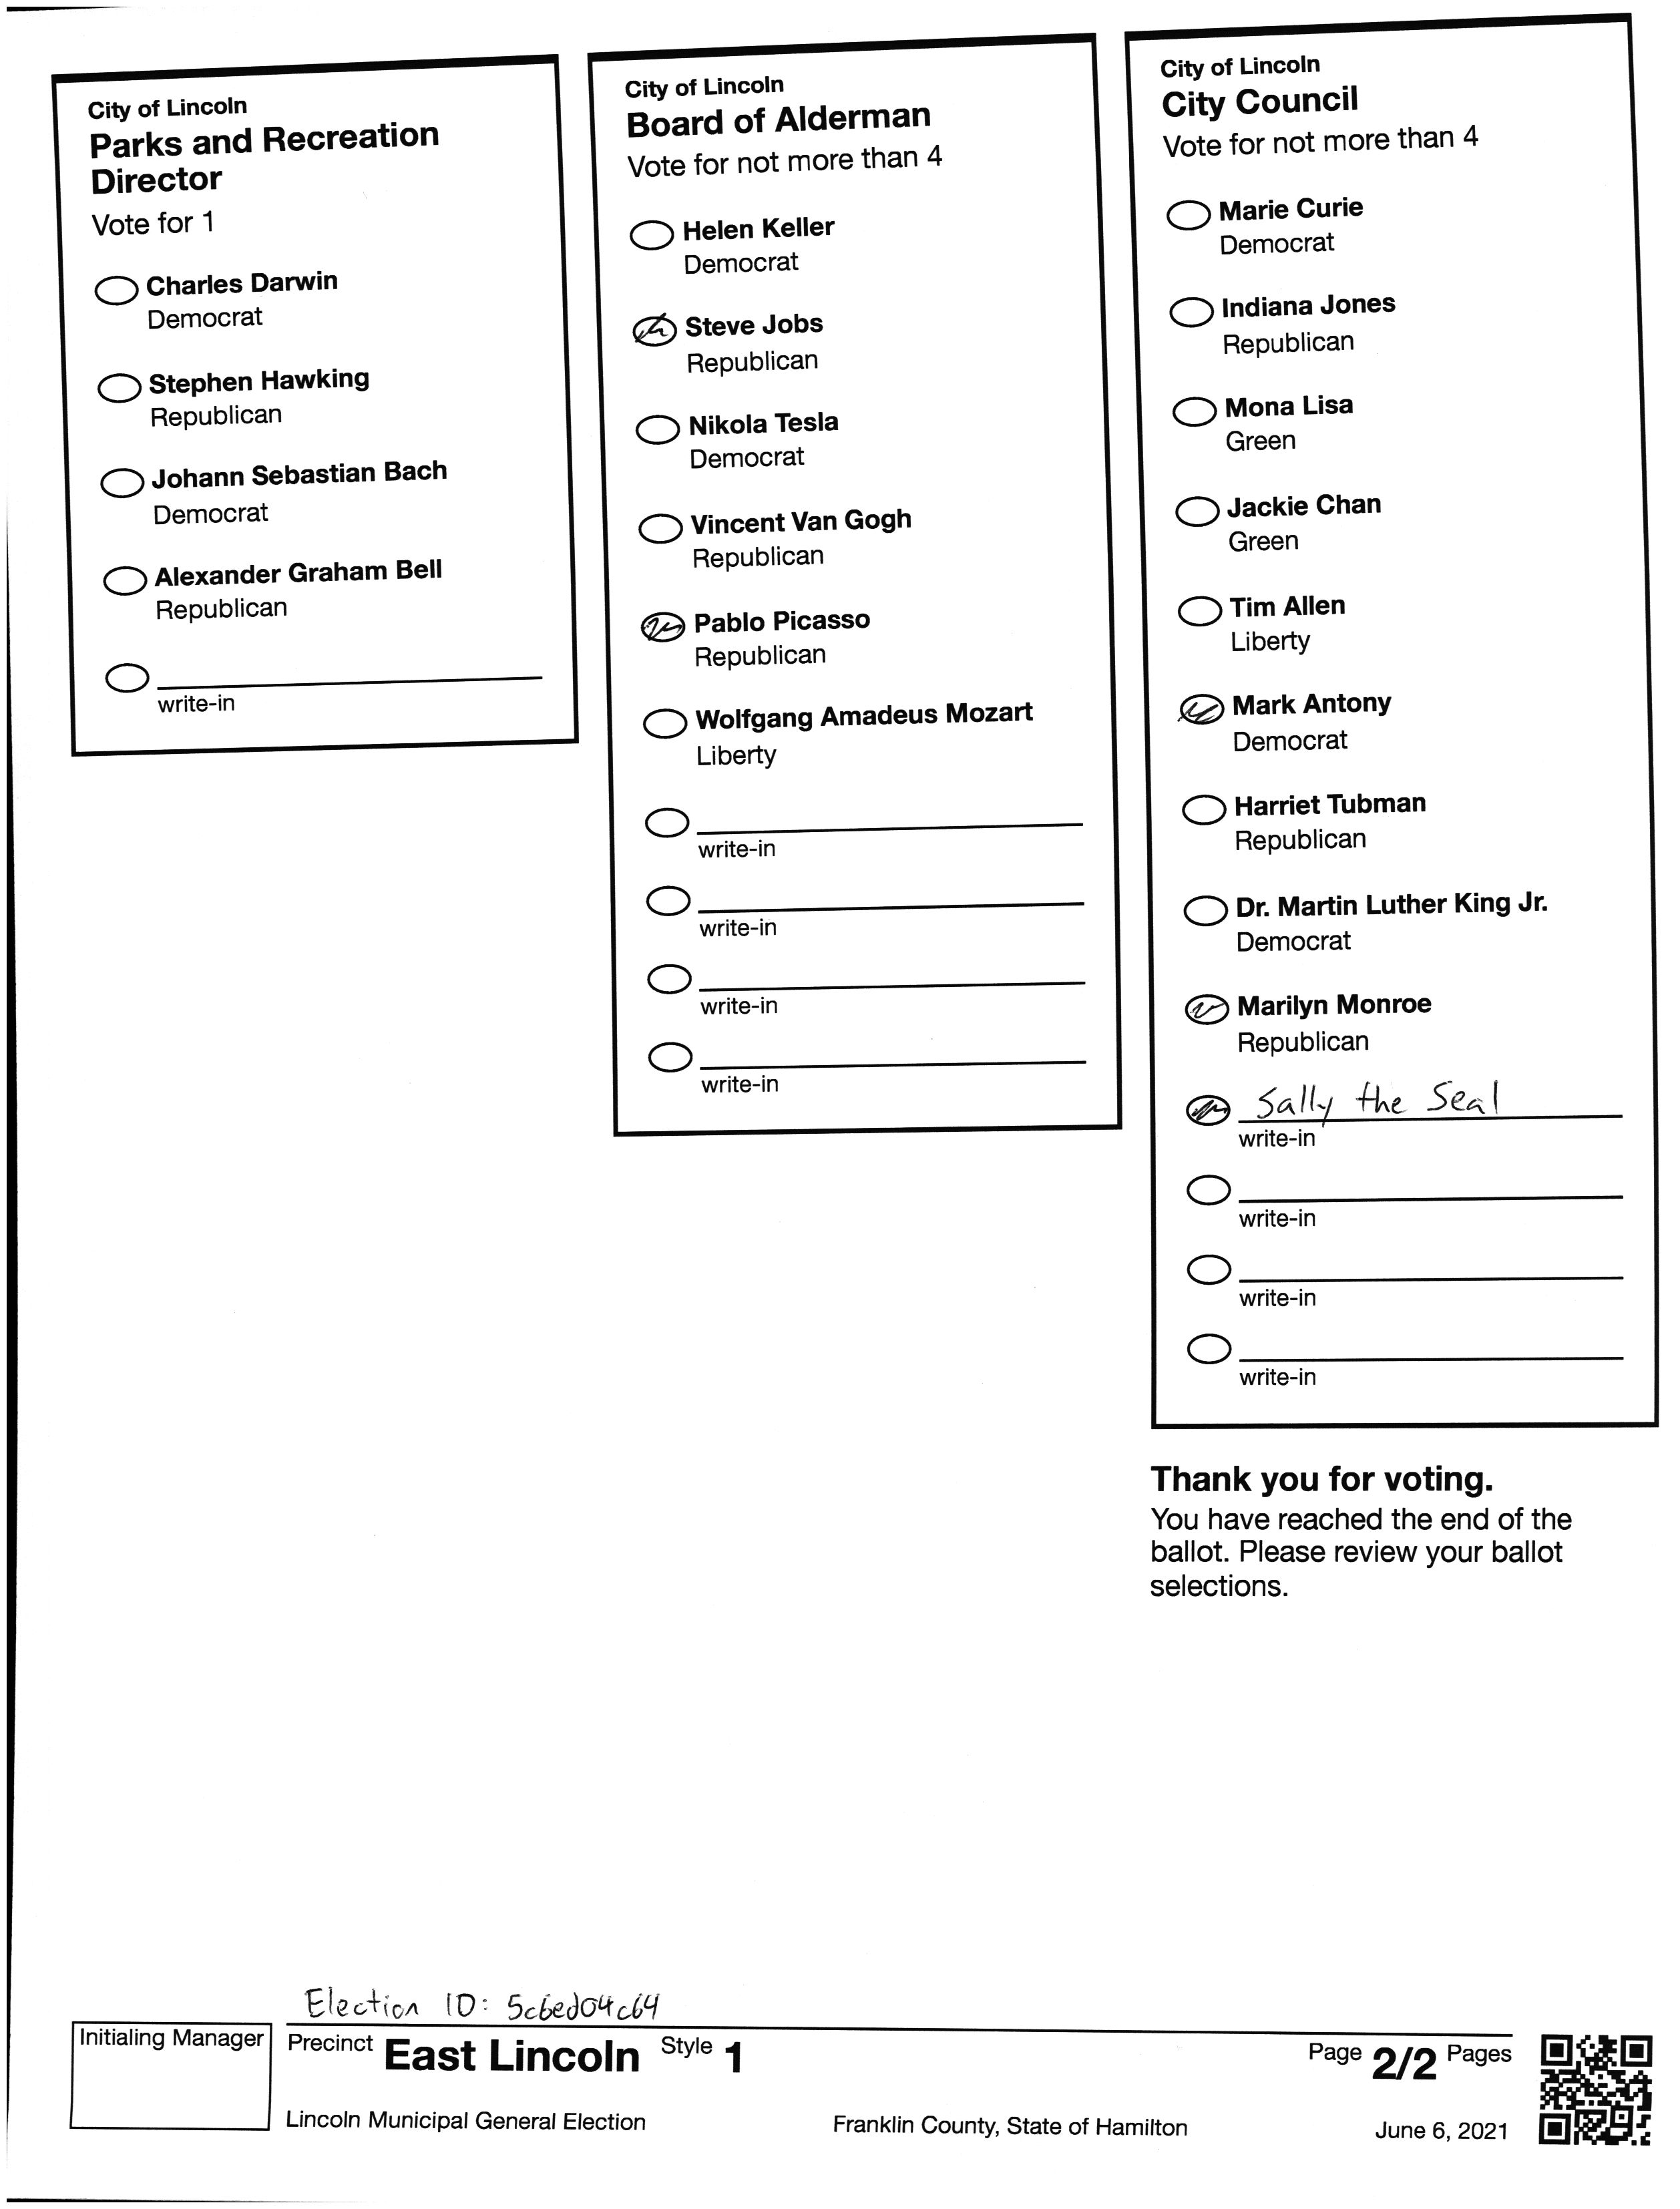 City of Lincoln
Parks and Recreation
Director
Vote for 1
Charles Darwin
Democrat
Stephen Hawking
Republican
Johann Sebastian Bach
Democrat
Alexander Graham Bell
Republican
write-in
City of Lincoln
Board of Alderman
Vote for not more than 4
Helen Keller
Democrat
Steve Jobs
Republican
Nikola Tesla
Democrat
Vincent Van Gogh
Republican
Pablo Picasso
Republican
Wolfgang Amadeus Mozart
Liberty
write-in
write-in
write-in
write-in
City of Lincoln
City Council
Vote for not more than 4
Marie Curie
Democrat
Indiana Jones
Republican
Mona Lisa
Green
Jackie Chan
Green
Tim Allen
Liberty
Mark Antony
Democrat
Harriet Tubman
Republican
Dr. Martin Luther King Jr.
Democrat
Marilyn Monroe
Republican
Sally the Seal
write-in
write-in
write-in
write-in
Thank you for voting.
You have reached the end of the
ballot. Please review your ballot
selections.
Election ID: 5c6ed04c64
Initialing Manager
Precinct East Lincoln Style 1
Page 2/2 Pages
Lincoln Municipal General Election
Franklin County, State of Hamilton
June 6, 2021